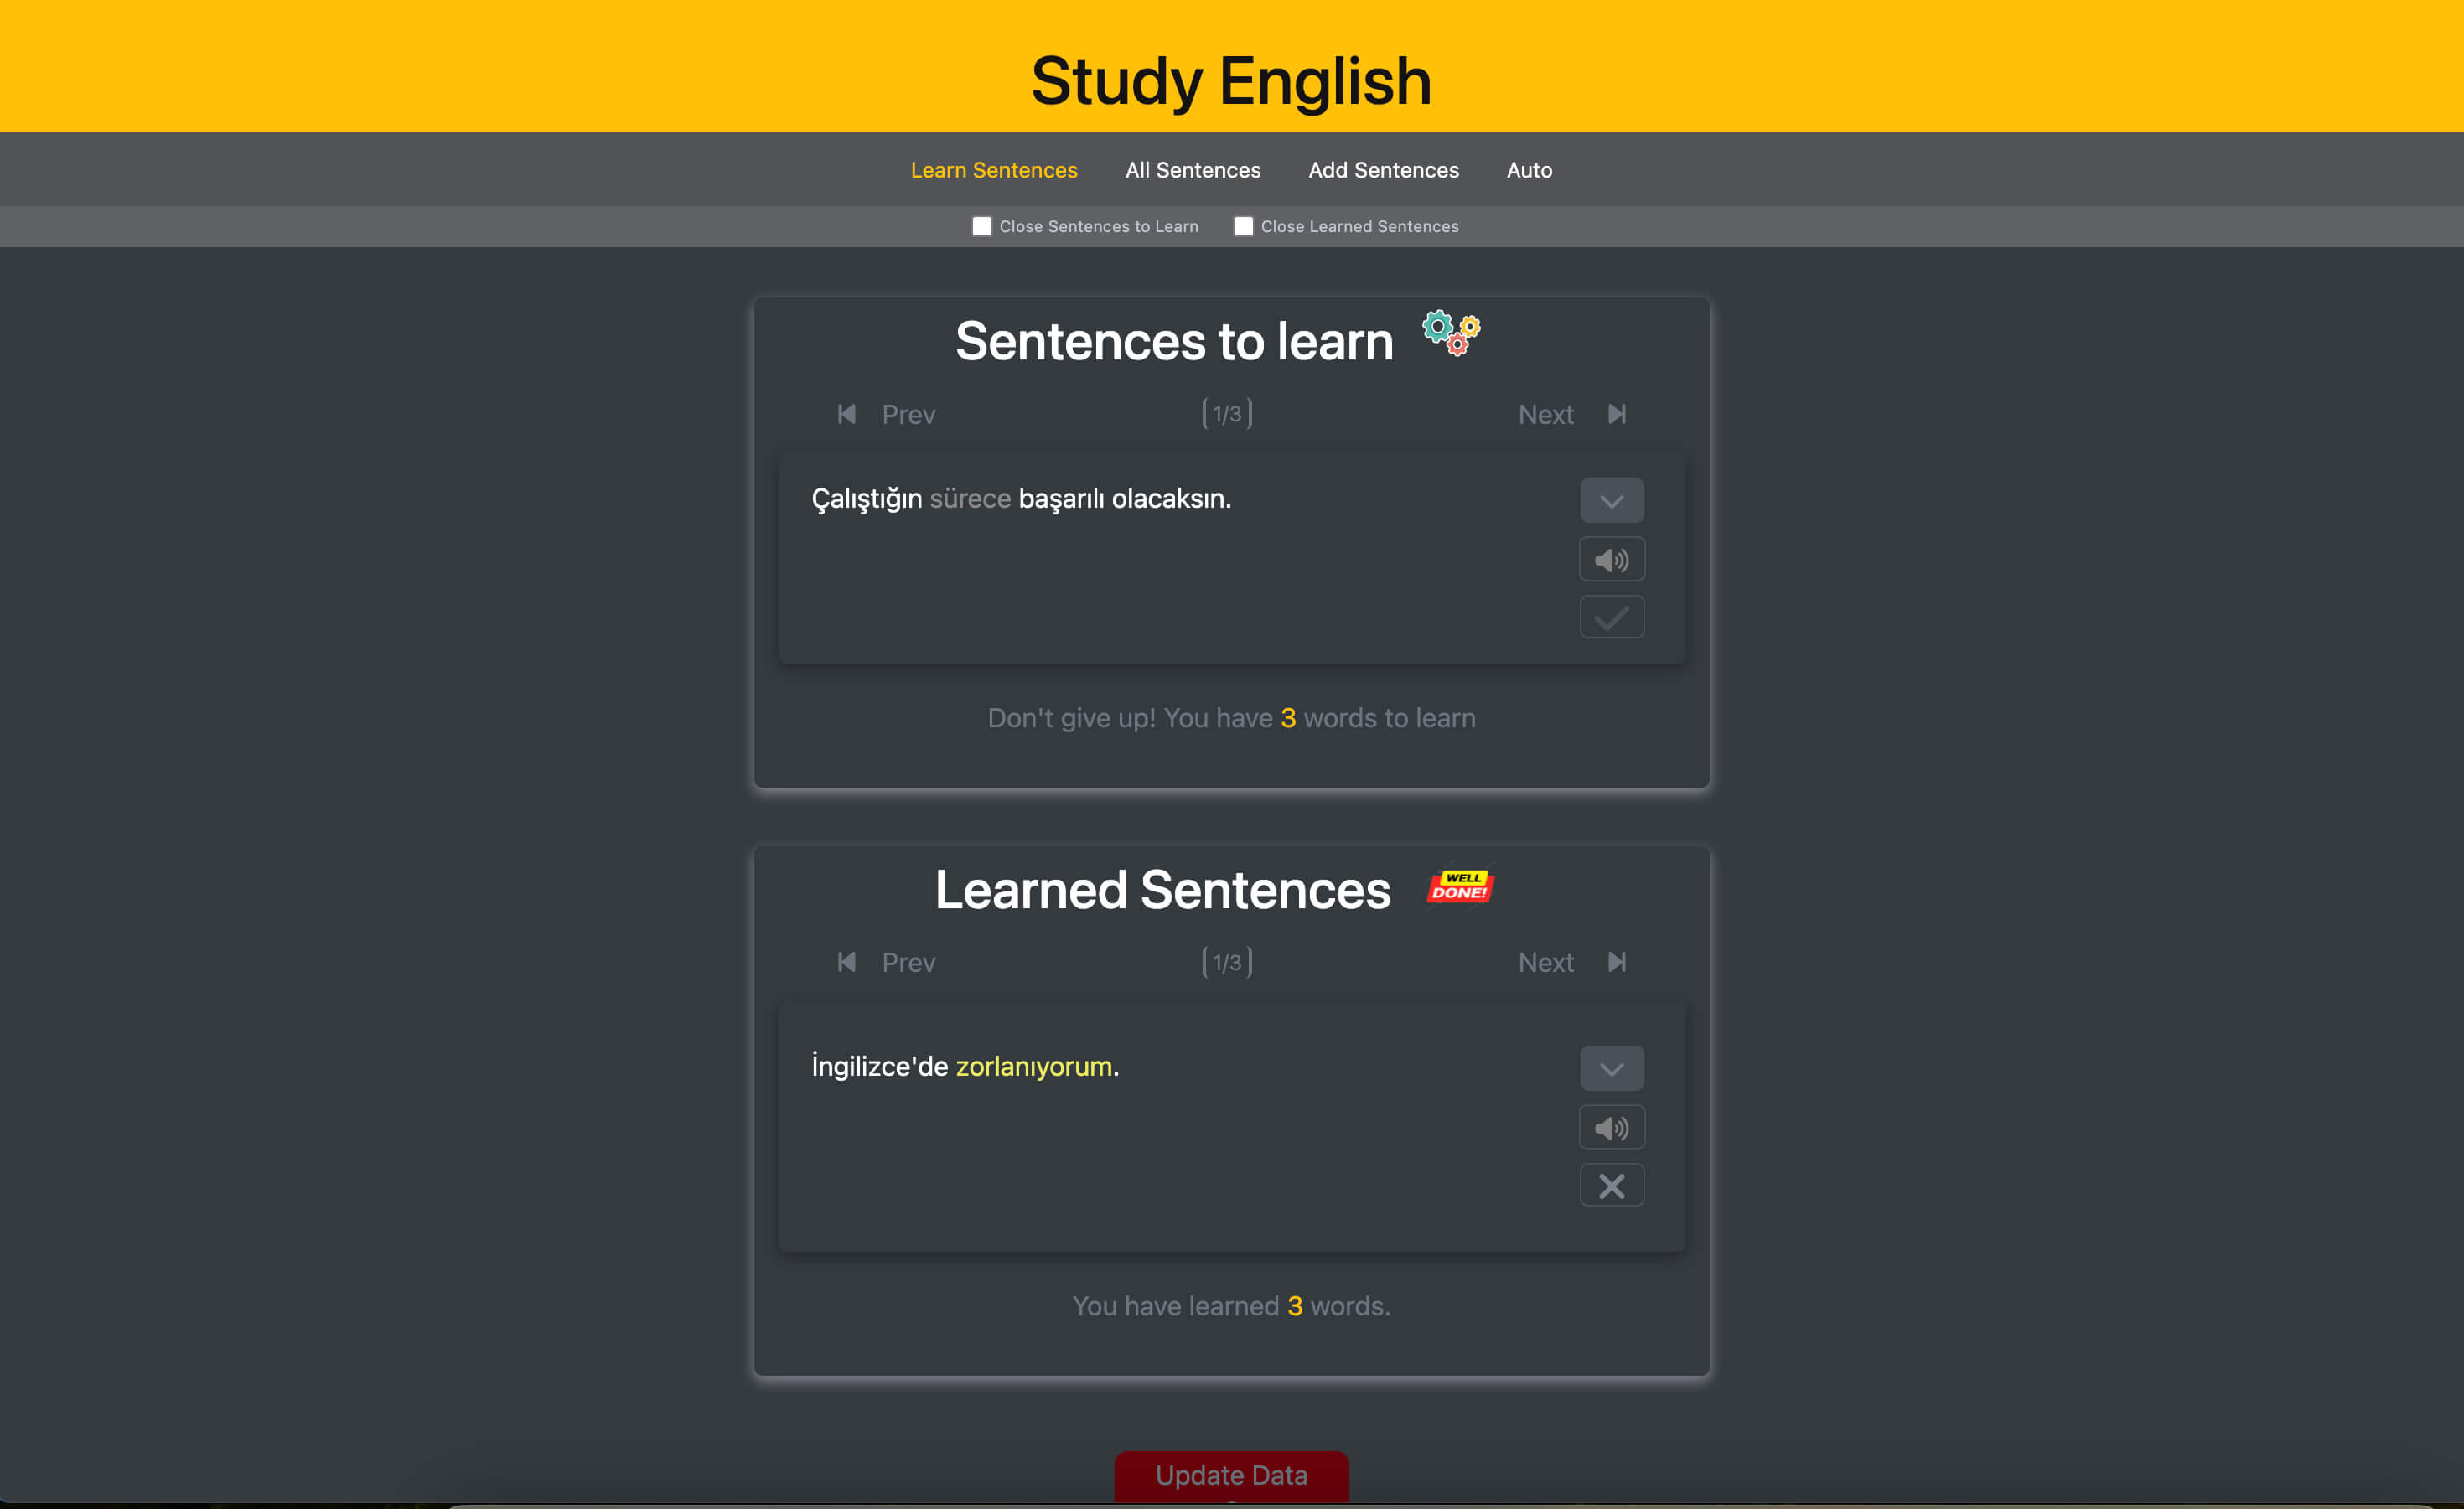 Study English
Learn Sentences All Sentences Add Sentences Auto
Close Sentences to Learn Close Learned Sentences
Sentences to learn
Prev (1/3) Next
Çalıştığın sürece başarılı olacaksın.
Don't give up! You have 3 words to learn
Learned Sentences WELL DONE!
Prev (1/3) Next
İngilizce'de zorlanıyorum.
You have learned 3 words.
Update Data